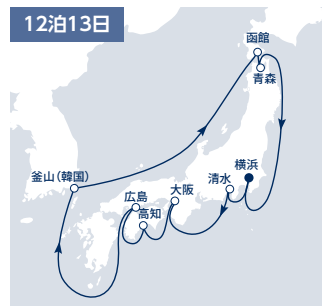 12泊13日
函館
青森
釜山（韓国）
広島
高知
大阪
清水
横浜